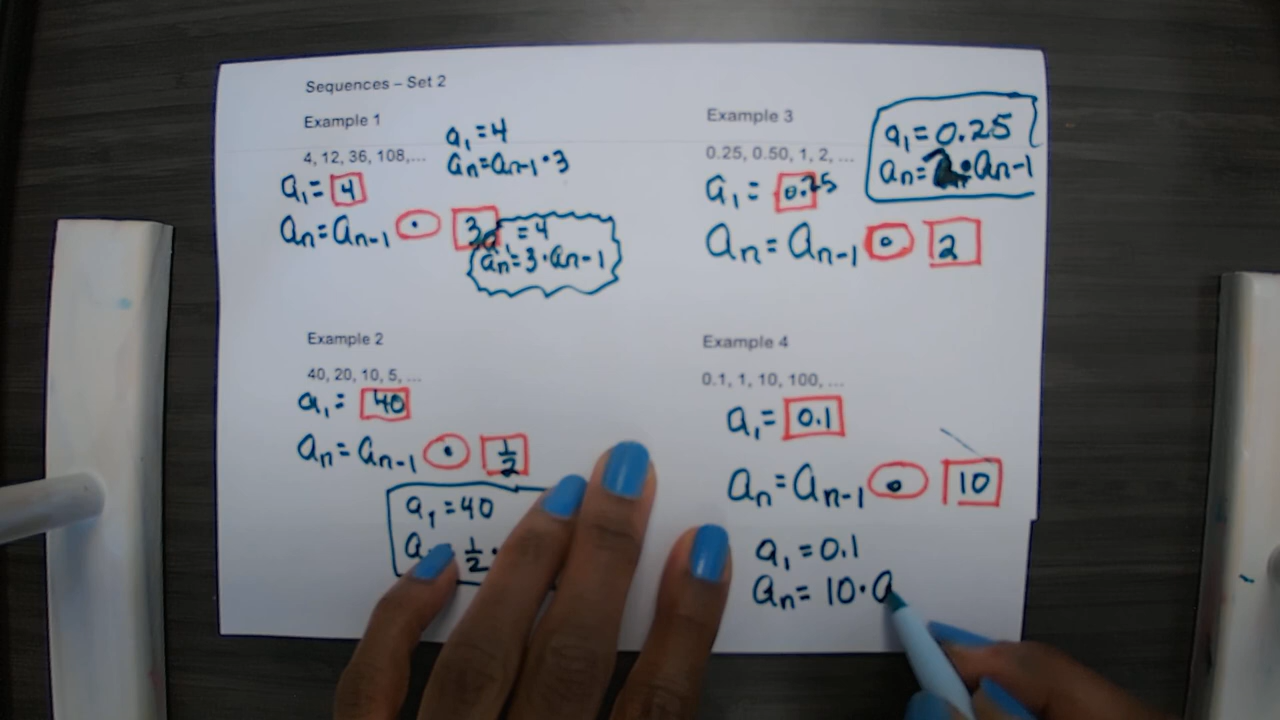 Sequences – Set 2
Example 1
4, 12, 36, 108,...
a₁ = 4
aₙ=aₙ₋₁·3
a₁ = 4
aₙ=aₙ₋₁ · 3
= 4
aₙ=3·aₙ₋₁
Example 2
40, 20, 10, 5, ...
a₁ = 40
aₙ=aₙ₋₁ · 1/2
a₁ =40
a = 1/2 ·
Example 3
0.25, 0.50, 1, 2, ...
a₁ = 0.25
aₙ=2·aₙ₋₁
a₁ = 0.25
aₙ=aₙ₋₁ · 2
Example 4
0.1, 1, 10, 100, ...
a₁= 0.1
aₙ=aₙ₋₁ · 10
a₁ =0.1
aₙ= 10·a